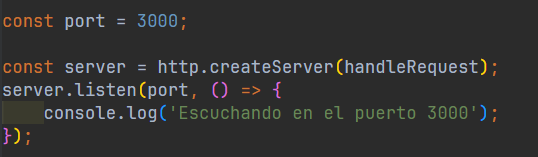 const port = 3000;
const server = http.createServer(handleRequest);
server.listen(port, () => {
    console.log('Escuchando en el puerto 3000');
});